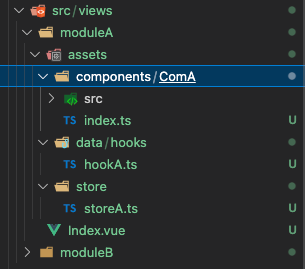 src/views
moduleA
assets
components/ComA
src
TS index.ts U
data/hooks
TS hookA.ts U
store
TS storeA.ts U
Index.vue U
moduleB